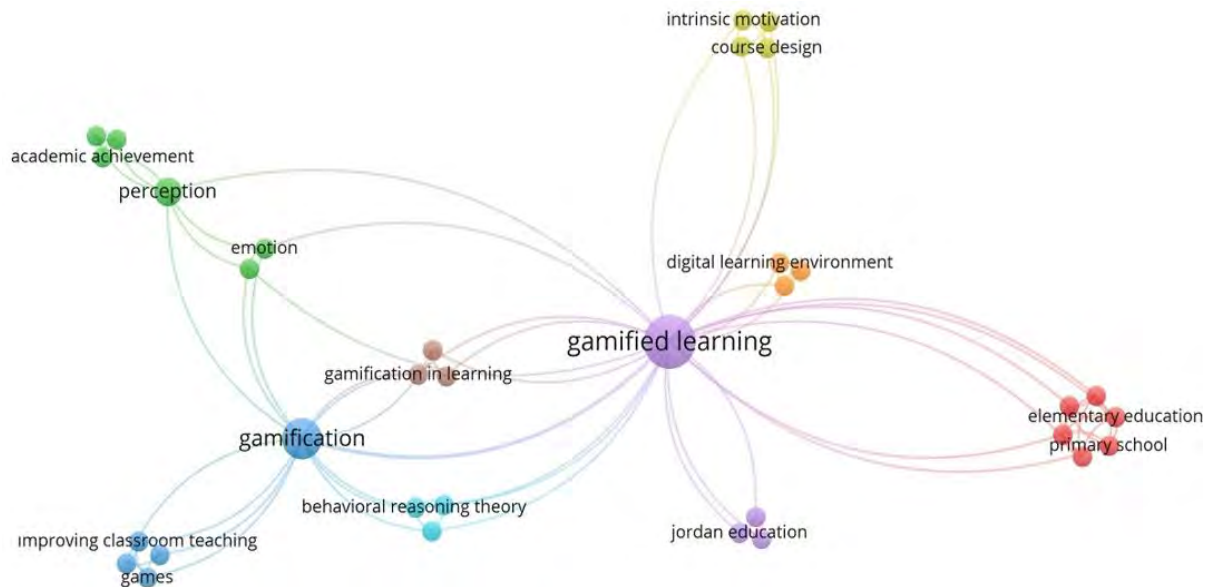 intrinsic motivation
course design
academic achievement
perception
emotion
digital learning environment
gamified learning
gamification in learning
elementary education
gamification
primary school
behavioral reasoning theory
jordan education
improving classroom teaching
games